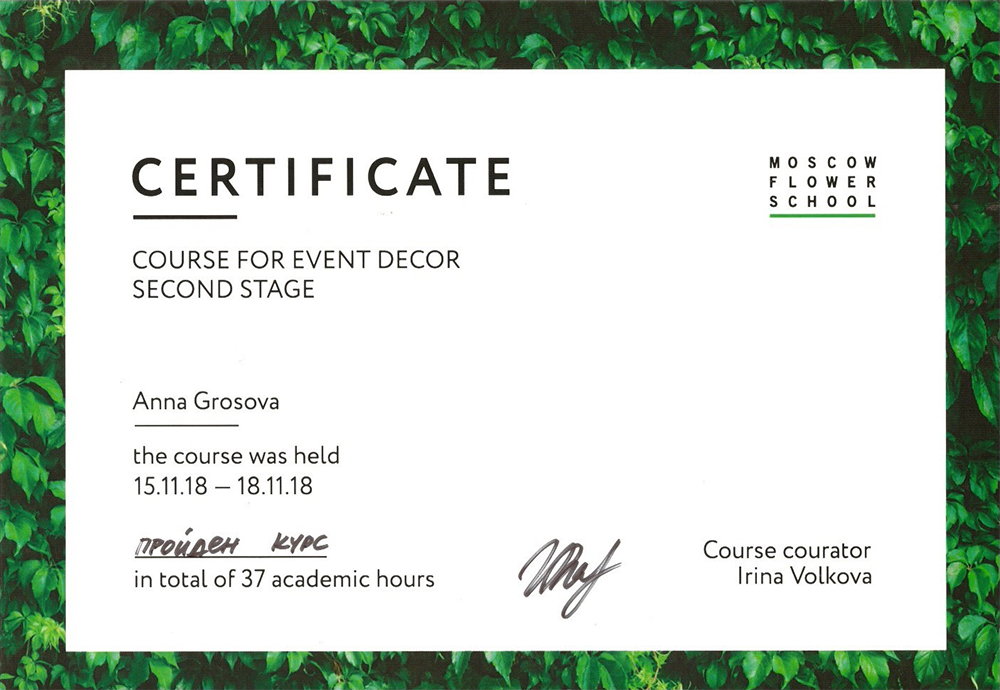 CERTIFICATE
MOSCOW
FLOWER
SCHOOL
COURSE FOR EVENT DECOR
SECOND STAGE
Anna Grosova
the course was held
15.11.18 — 18.11.18
пройден курс
in total of 37 academic hours
Course courator
Irina Volkova